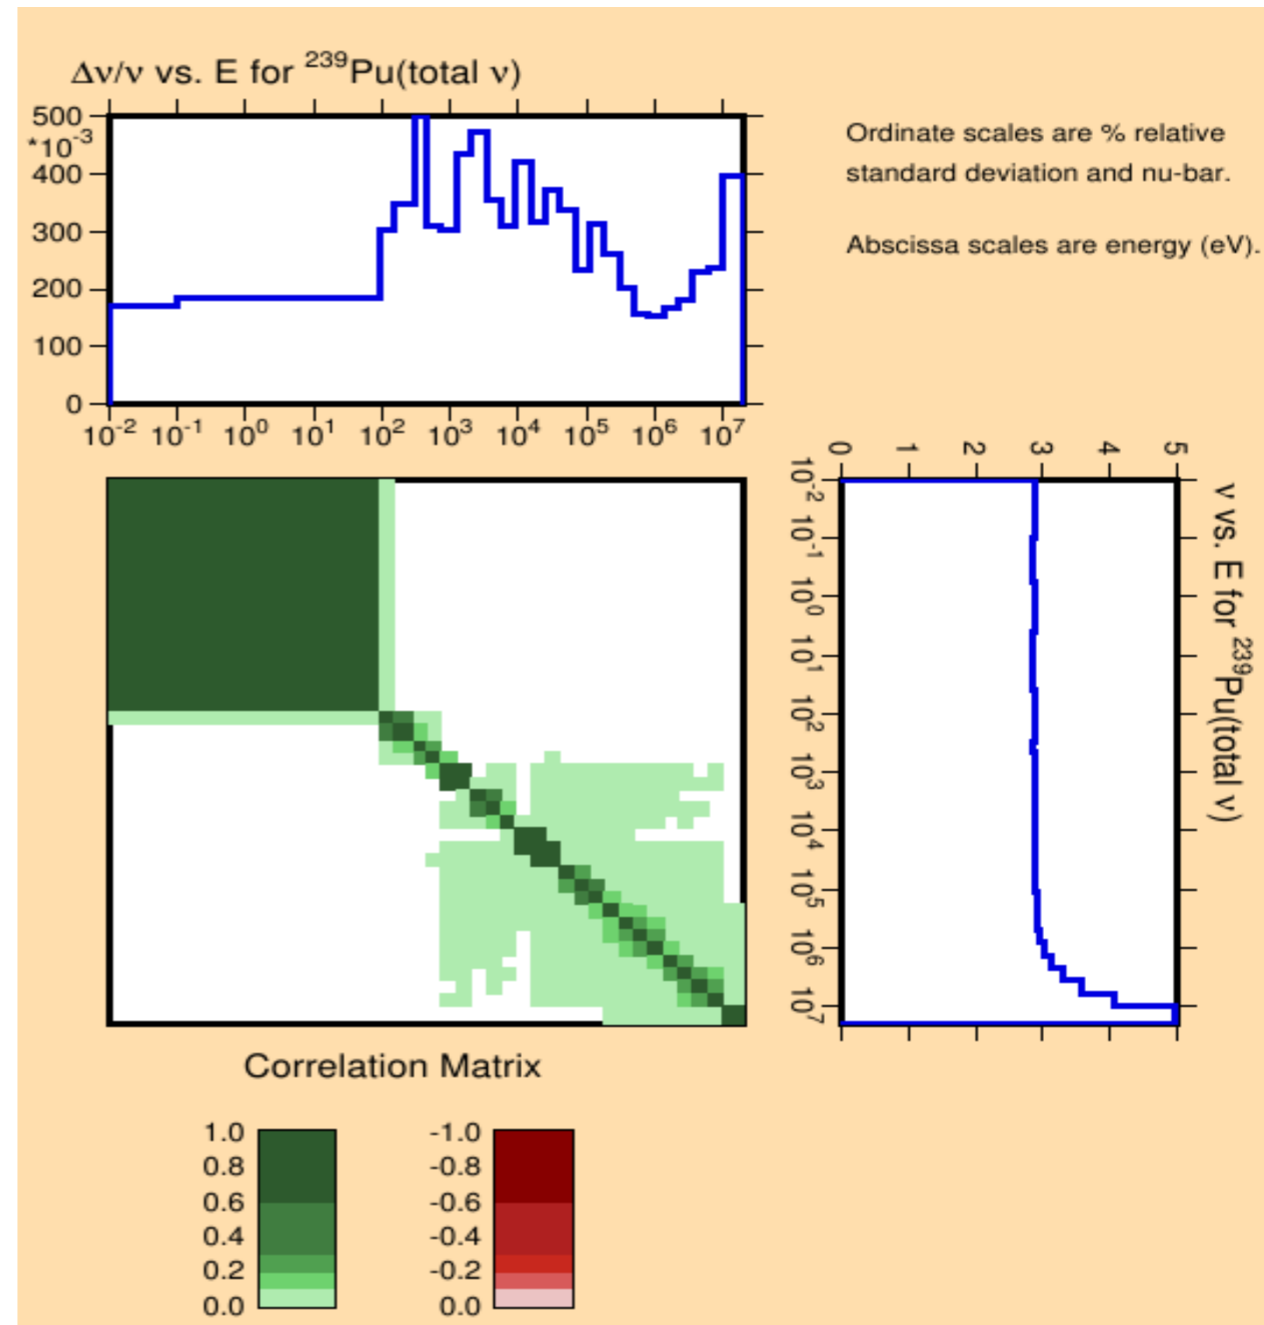 Δν/ν vs. E for ²³⁹Pu(total ν)
500
*10⁻³
400
300
200
100
0
10⁻² 10⁻¹ 10⁰ 10¹ 10² 10³ 10⁴ 10⁵ 10⁶ 10⁷
Ordinate scales are % relative
standard deviation and nu-bar.
Abscissa scales are energy (eV).
0 1 2 3 4 5
10⁻² 10⁻¹ 10⁰ 10¹ 10² 10³ 10⁴ 10⁵ 10⁶ 10⁷
ν vs. E for ²³⁹Pu(total ν)
Correlation Matrix
1.0
0.8
0.6
0.4
0.2
0.0
-1.0
-0.8
-0.6
-0.4
-0.2
0.0